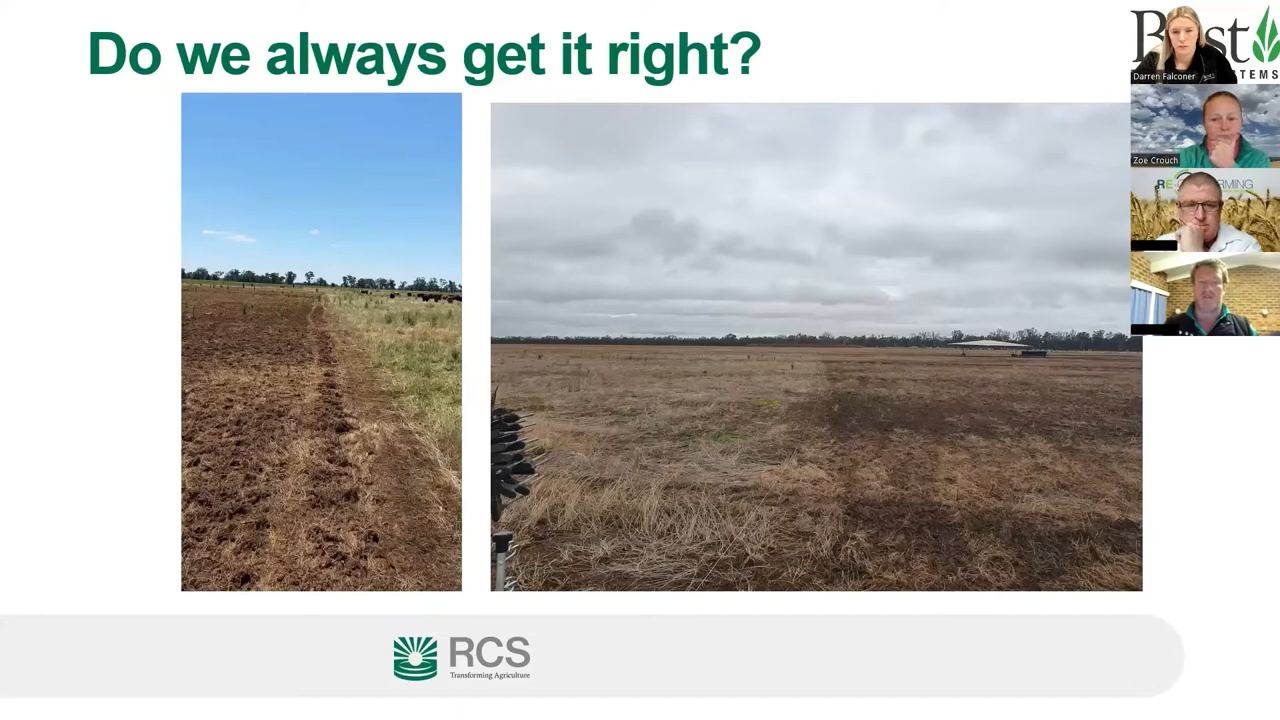 Do we always get it right?
Darren Falconer
Zoe Crouch
RCS
Transforming Agriculture